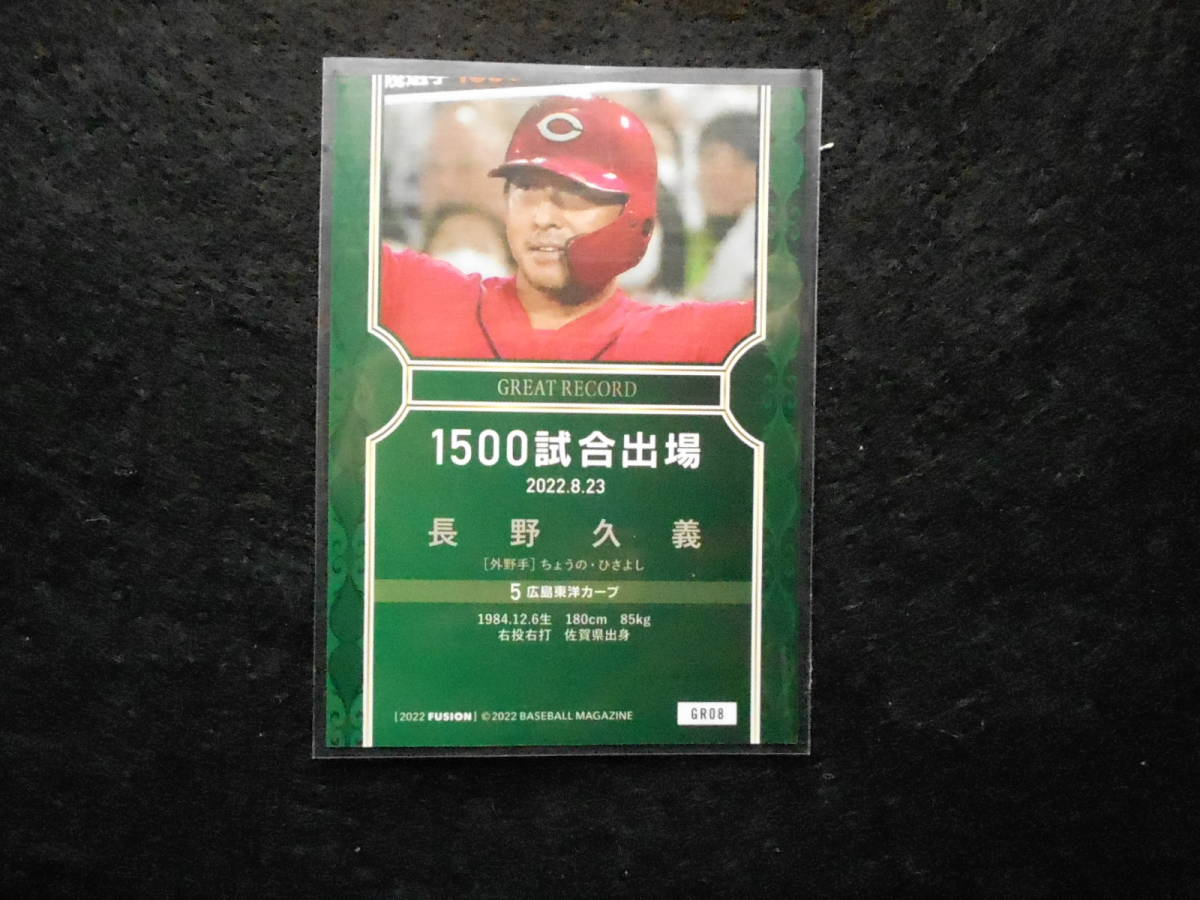 C
GREAT RECORD
1500試合出場
2022.8.23
長野久義
[外野手]ちょうの・ひさよし
5 広島東洋カープ
1984.12.6生 180cm 85kg
右投右打 佐賀県出身
[2022 FUSION] ©2022 BASEBALL MAGAZINE
GR08